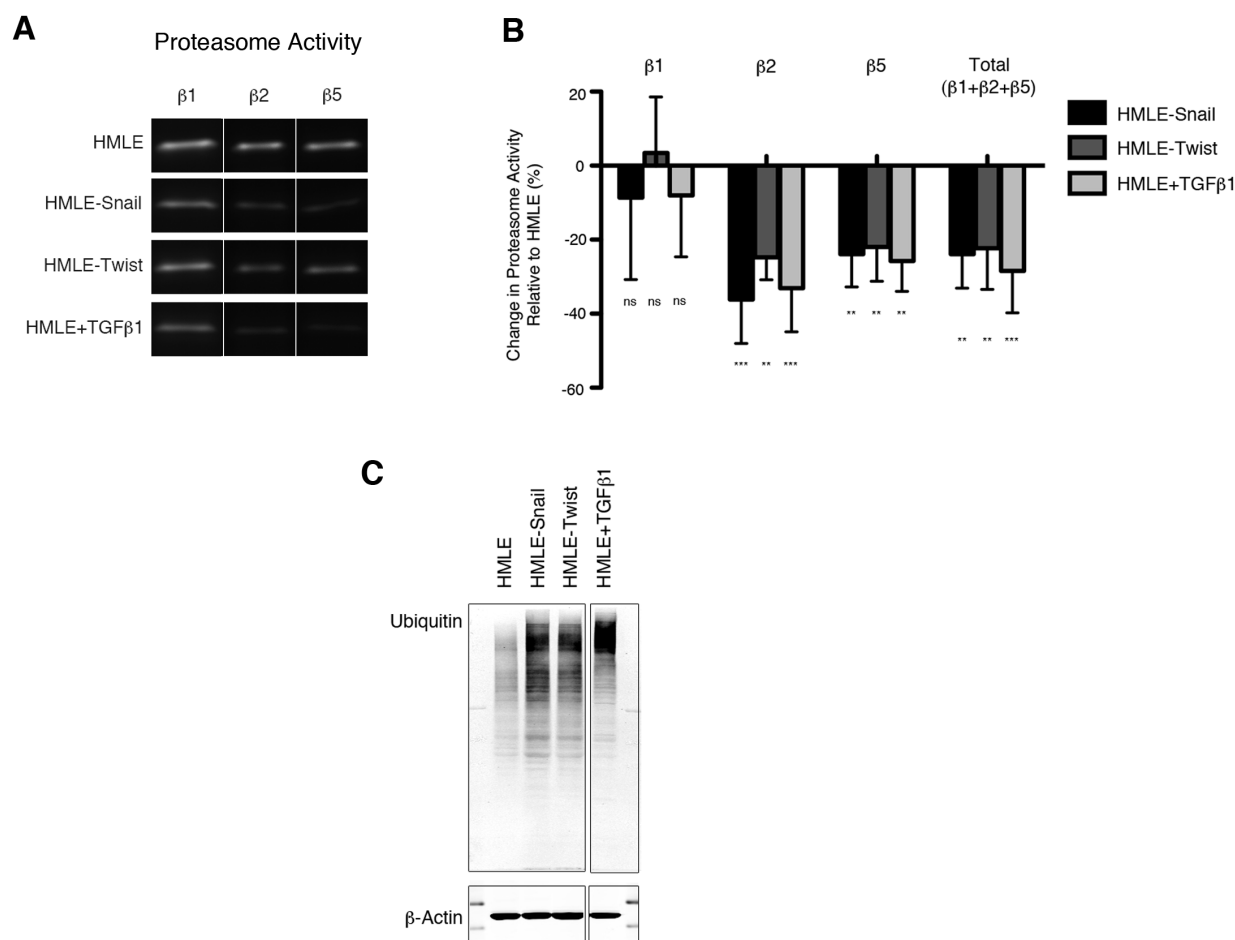 A
Proteasome Activity
β1 β2 β5
HMLE
HMLE-Snail
HMLE-Twist
HMLE+TGFβ1
B
β1 β2 β5 Total
(β1+β2+β5)
Change in Proteasome Activity
Relative to HMLE (%)
20
0
-20
-40
-60
ns ns ns
*** ** ***
** ** **
** ** ***
HMLE-Snail
HMLE-Twist
HMLE+TGFβ1
C
HMLE
HMLE-Snail
HMLE-Twist
HMLE+TGFβ1
Ubiquitin
β-Actin